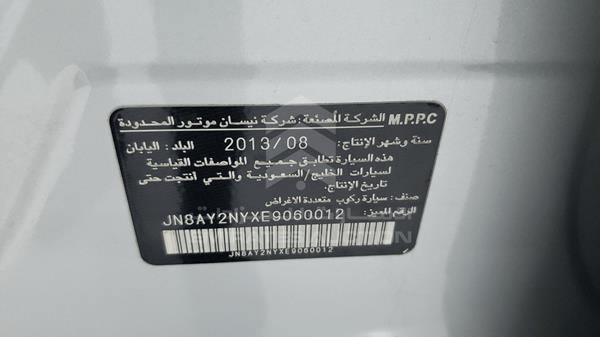 M.P.P.C الشركة المصنعة: شركة نيسان موتور المحدودة
سنة وشهر الإنتاج: 2013/08 البلد: اليابان
هذه السيارة تطابق جميع المواصفات القياسية
لسيارات الخليج/السعودية والتي انتجت حتى
تاريخ الإنتاج.
صنف: سيارة ركوب متعددة الاغراض
الرقم المميز: JN8AY2NYXE9060012
JN8AY2NYXE9060012